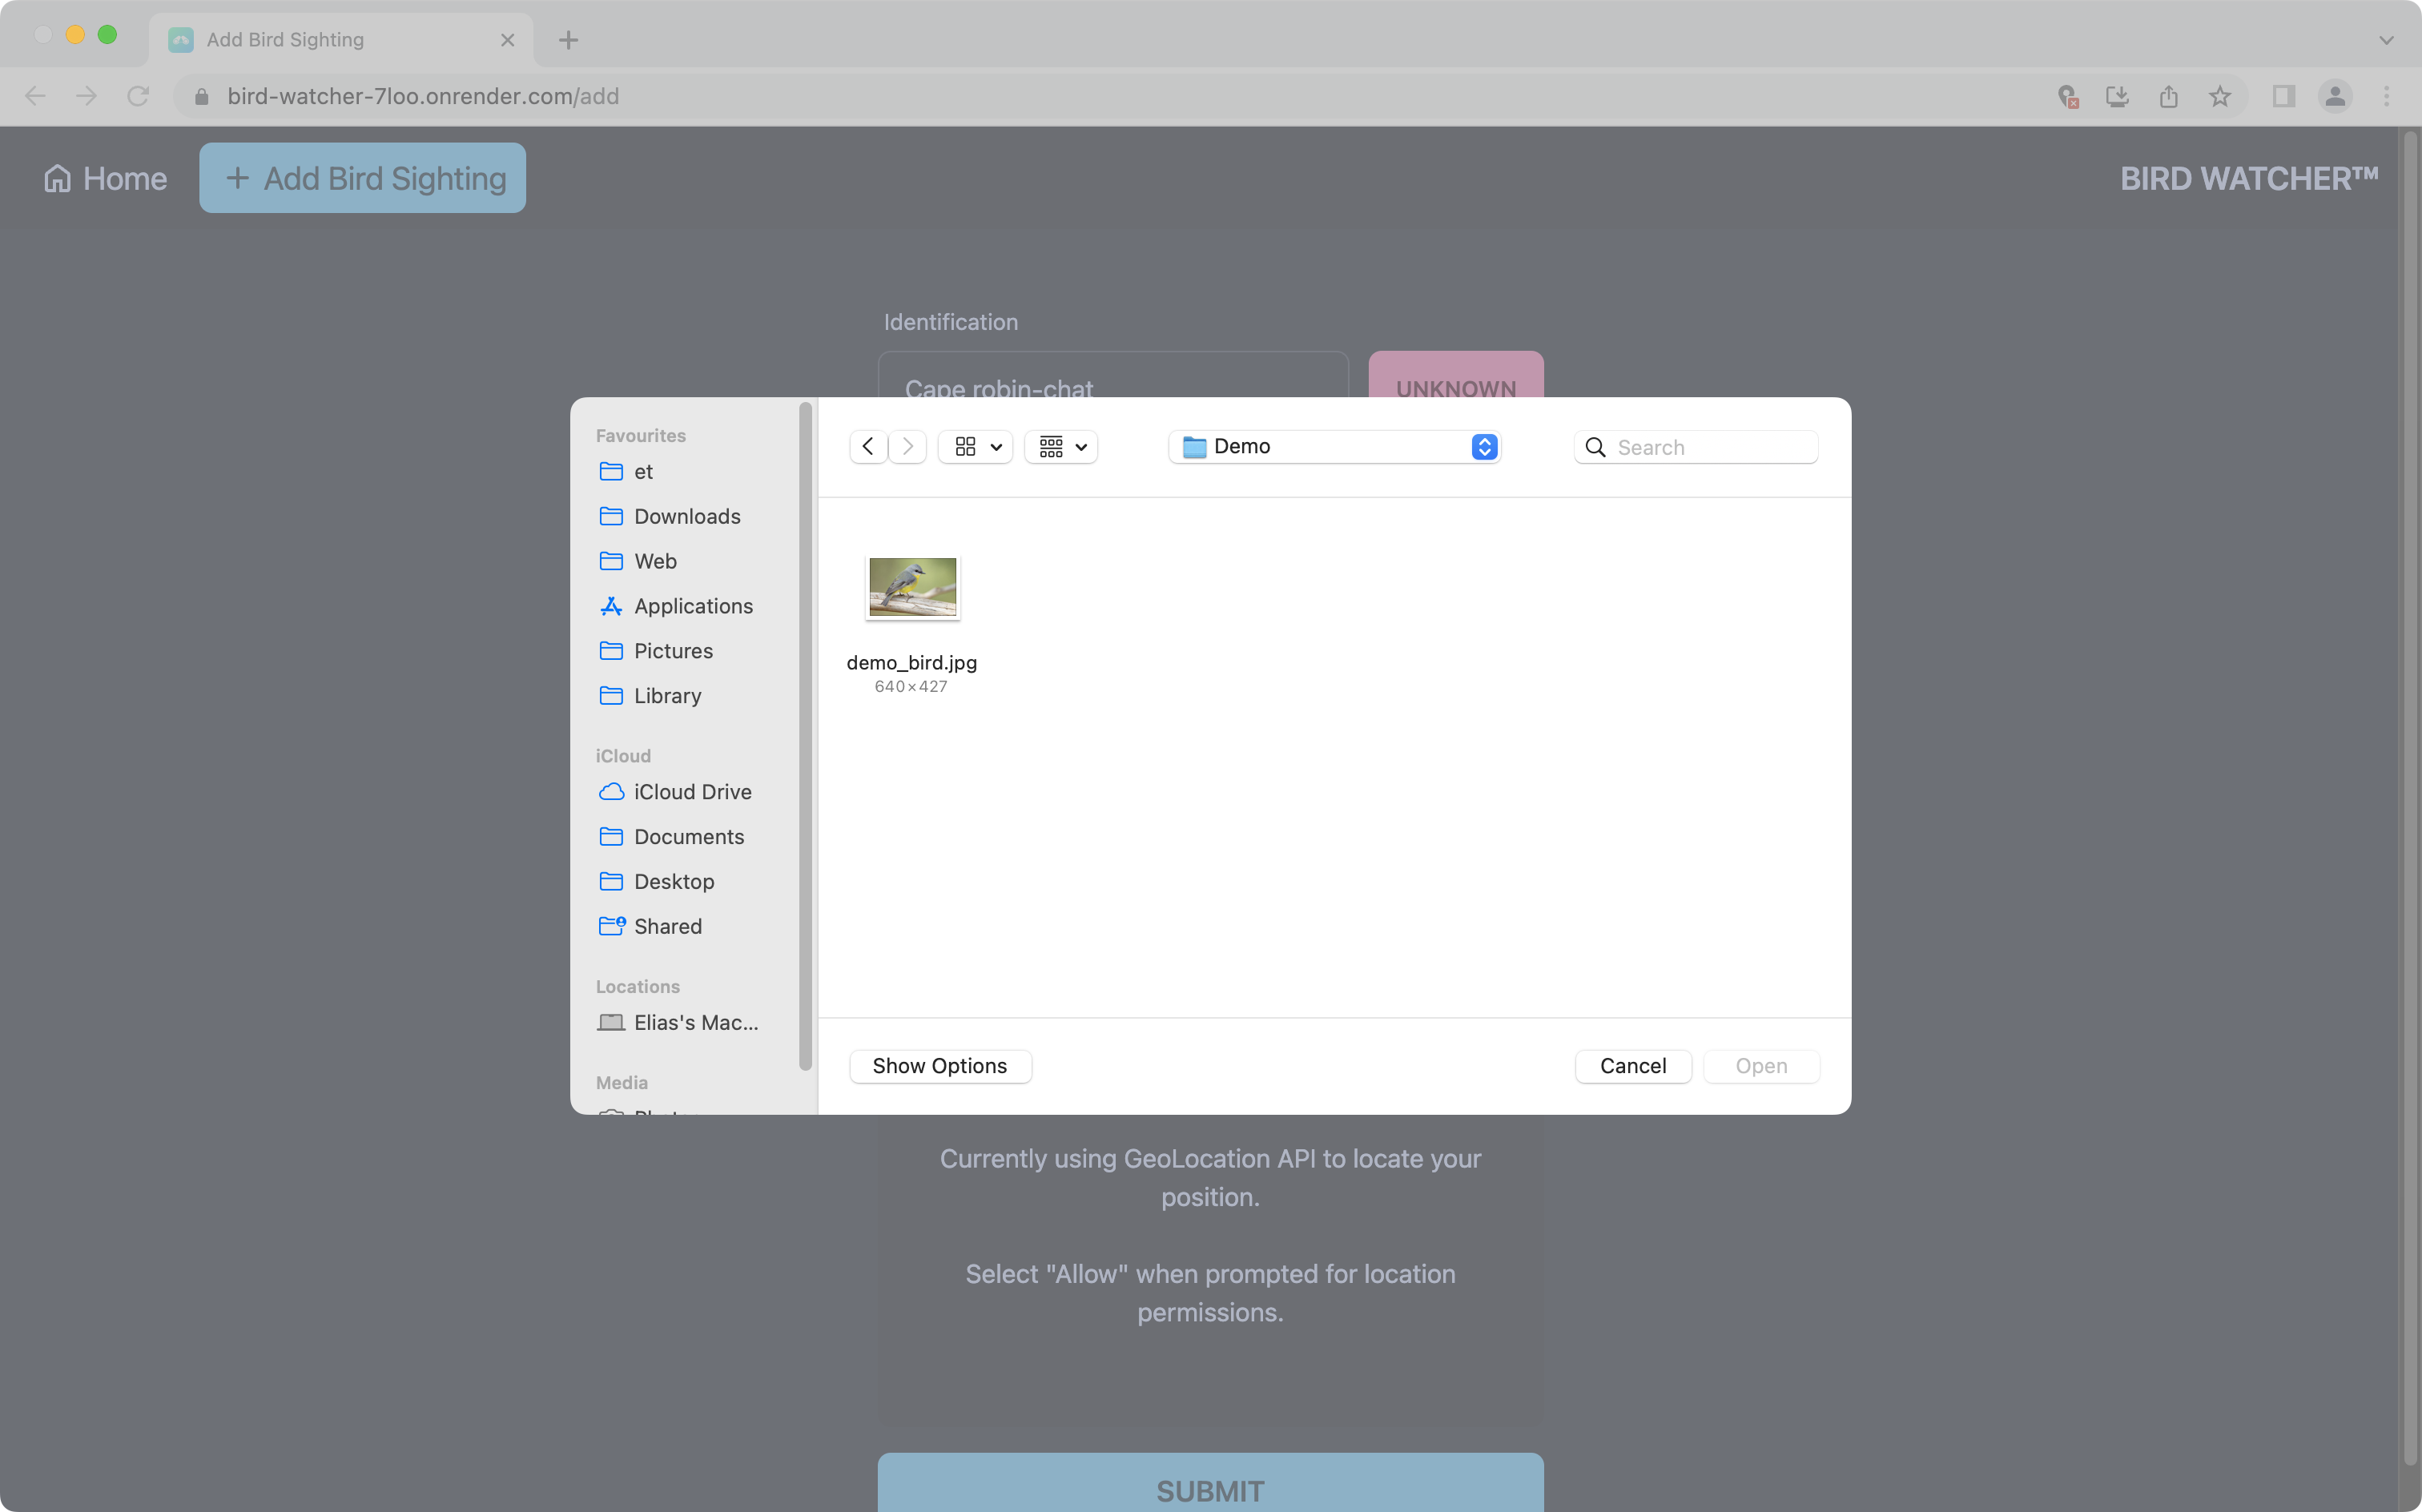 Add Bird Sighting
bird-watcher-7loo.onrender.com/add
Home
Add Bird Sighting
BIRD WATCHER™
Identification
Cape robin-chat
UNKNOWN
Favourites
et
Downloads
Web
Applications
Pictures
Library
iCloud
iCloud Drive
Documents
Desktop
Shared
Locations
Elias's Mac...
Media
Demo
Search
demo_bird.jpg
640×427
Show Options
Cancel
Open
Currently using GeoLocation API to locate your
position.
Select "Allow" when prompted for location
permissions.
SUBMIT